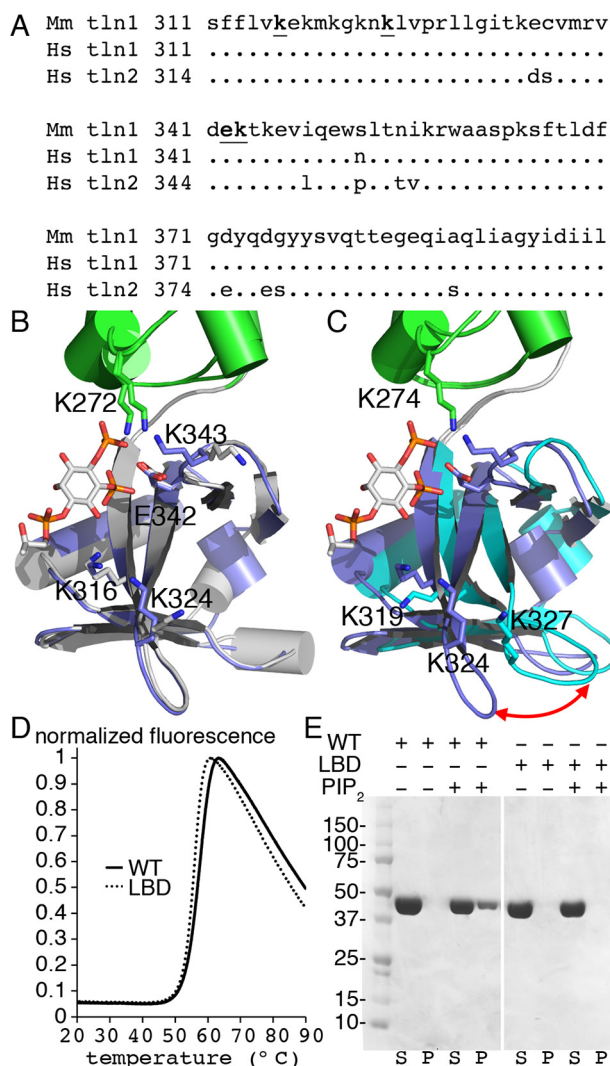 A
Mm tln1 311 sfflvkekmkgknklvprllgitkecvmrv
Hs tln1 311 ..............................
Hs tln2 314 ........................ds....
Mm tln1 341 dektkeviqewsltnikrwaaspksftldf
Hs tln1 341 ...........n..................
Hs tln2 344 .......l...p..tv..............
Mm tln1 371 gdyqdgyysvqttegeqiaqliagyidiil
Hs tln1 371 ..............................
Hs tln2 374 .e..es............s...........
B
K272
K343
E342
K316
K324
C
K274
K319
K327
K324
D
normalized fluorescence
1
0.9
0.8
0.7
0.6
0.5
0.4
0.3
0.2
0.1
0
WT
LBD
20 30 40 50 60 70 80 90
temperature (°C)
E
WT + + + + – – – –
LBD – – – – + + + +
PIP2 – – + + – – + +
150-
100-
75-
50-
37-
25-
15-
10-
S P S P S P S P